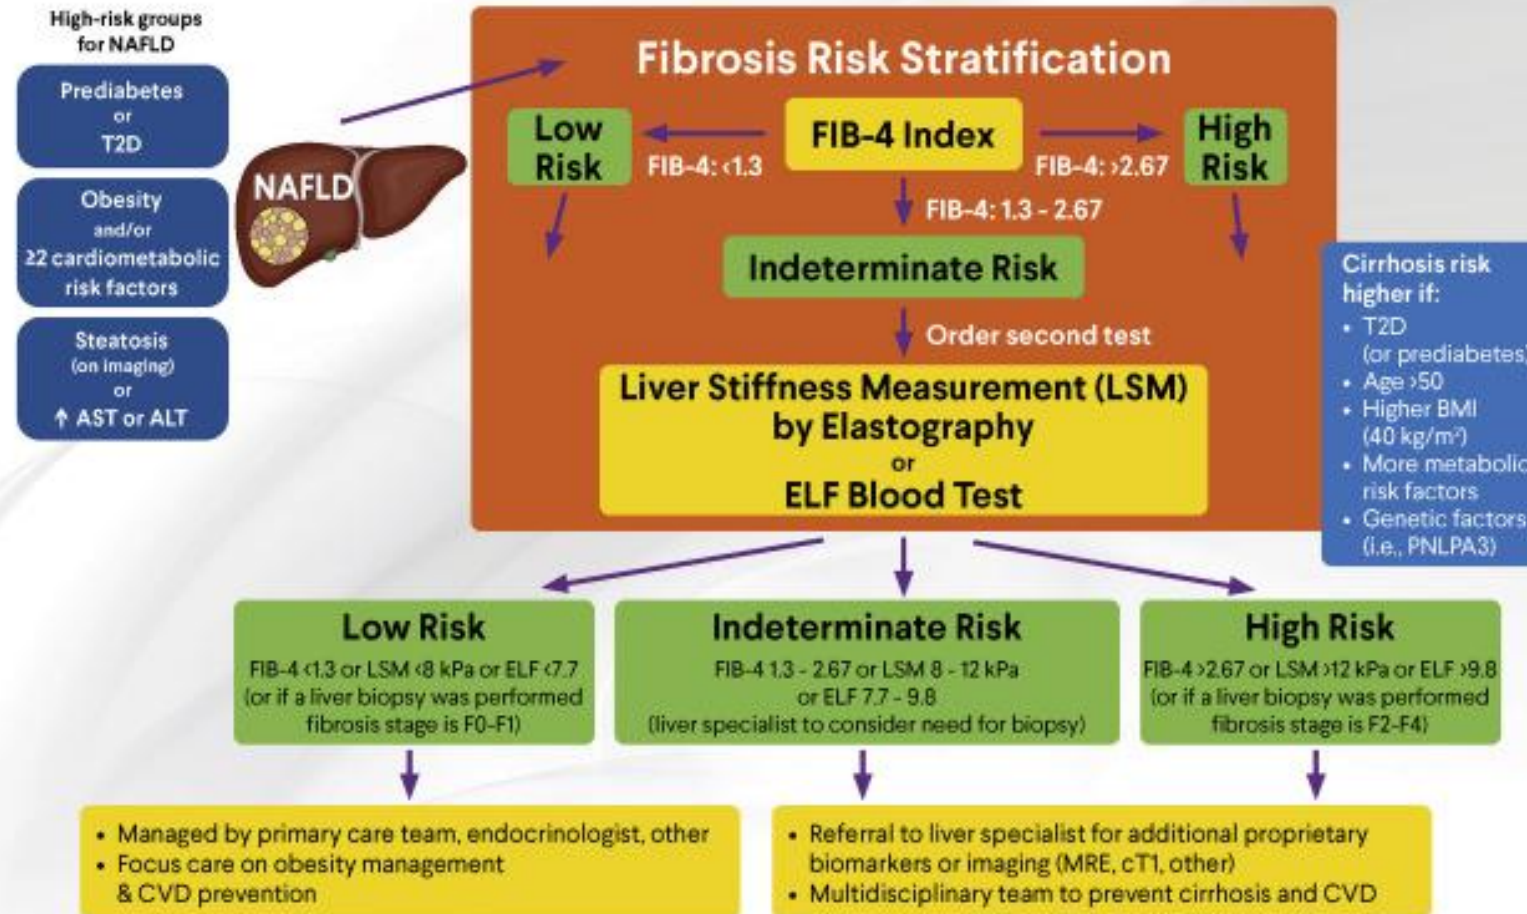 High-risk groups
for NAFLD
Prediabetes
or
T2D
Obesity
and/or
≥2 cardiometabolic
risk factors
Steatosis
(on imaging)
or
↑ AST or ALT
NAFLD
Fibrosis Risk Stratification
Low
Risk
FIB-4: <1.3
FIB-4 Index
FIB-4: >2.67
High
Risk
FIB-4: 1.3 - 2.67
Indeterminate Risk
Order second test
Liver Stiffness Measurement (LSM)
by Elastography
or
ELF Blood Test
Cirrhosis risk
higher if:
• T2D
(or prediabetes)
• Age >50
• Higher BMI
(40 kg/m²)
• More metabolic
risk factors
• Genetic factors
(i.e., PNLPA3)
Low Risk
FIB-4 <1.3 or LSM <8 kPa or ELF <7.7
(or if a liver biopsy was performed
fibrosis stage is F0-F1)
Indeterminate Risk
FIB-4 1.3 - 2.67 or LSM 8 - 12 kPa
or ELF 7.7 - 9.8
(liver specialist to consider need for biopsy)
High Risk
FIB-4 >2.67 or LSM >12 kPa or ELF >9.8
(or if a liver biopsy was performed
fibrosis stage is F2-F4)
• Managed by primary care team, endocrinologist, other
• Focus care on obesity management
& CVD prevention
• Referral to liver specialist for additional proprietary
biomarkers or imaging (MRE, cT1, other)
• Multidisciplinary team to prevent cirrhosis and CVD